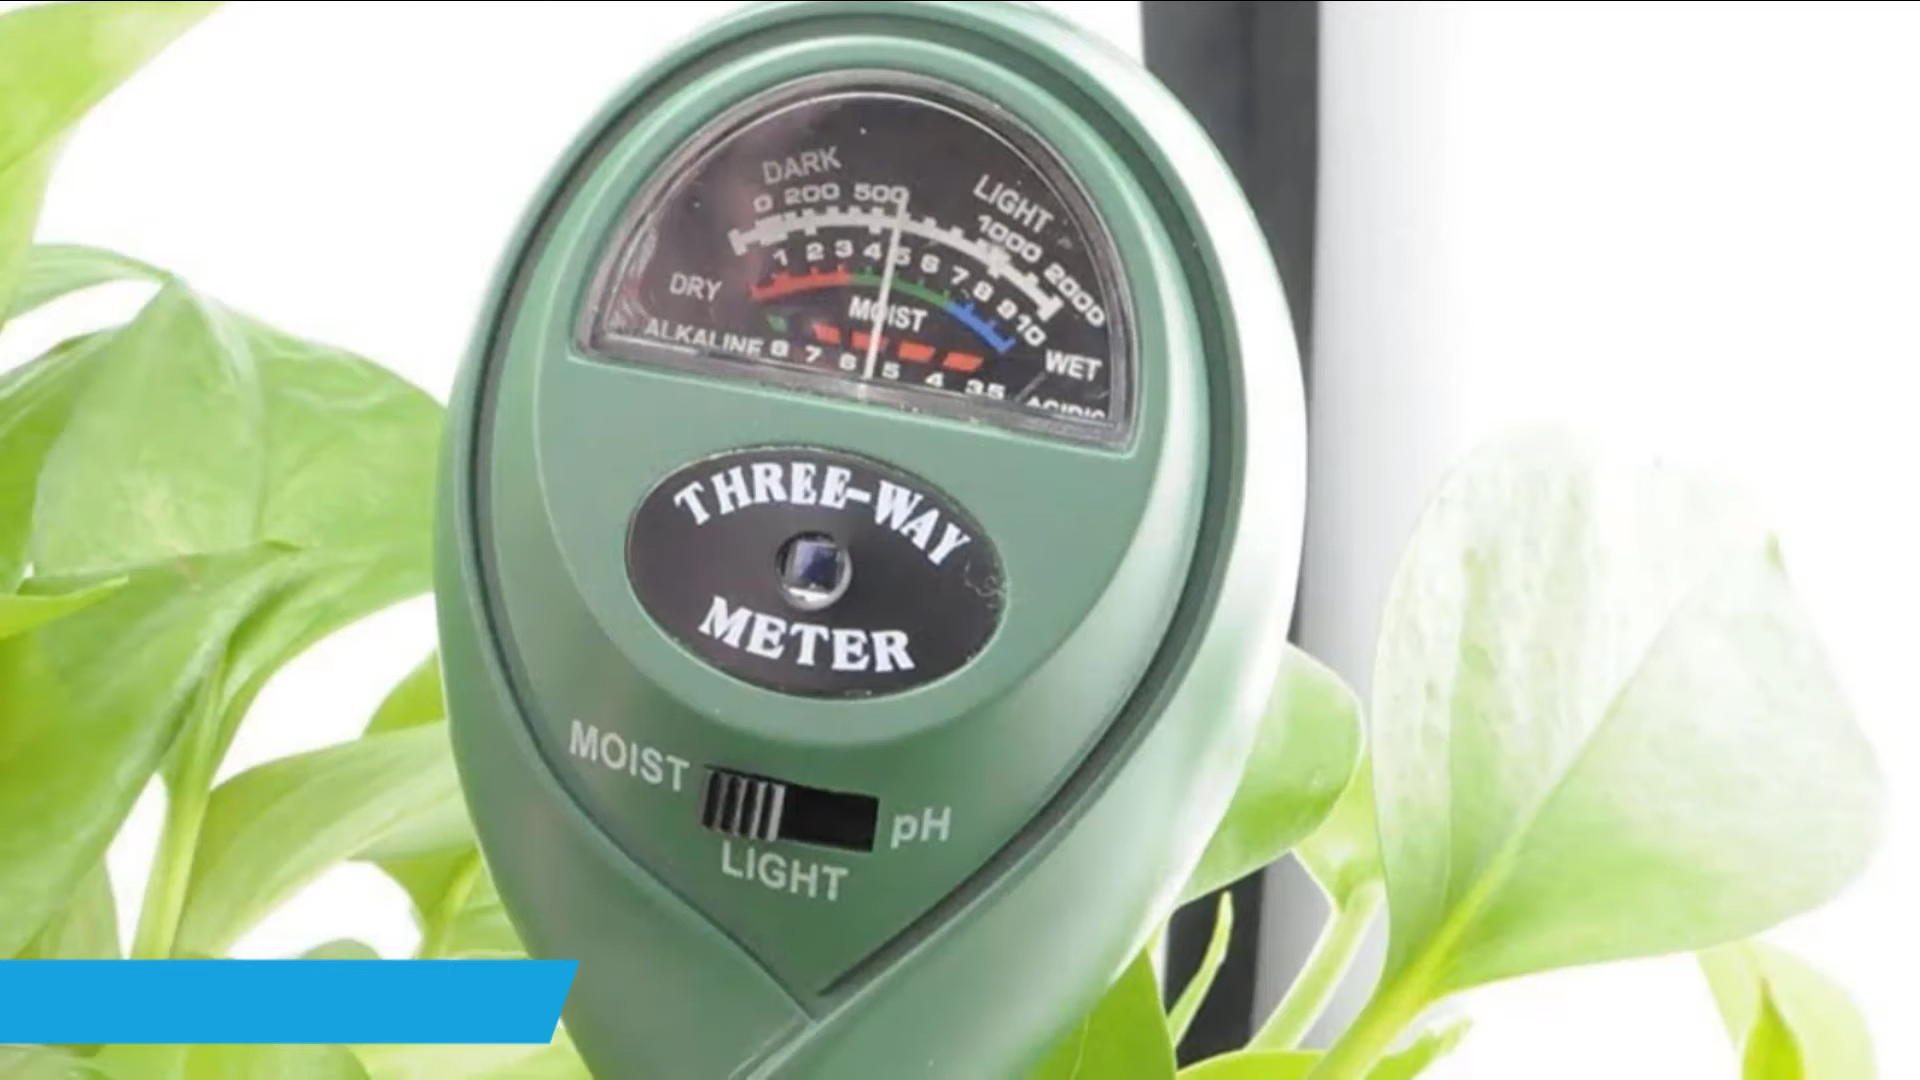 DARK
LIGHT
0 200 500 1000 2000
1 2 3 4 5 6 7 8 9 10
DRY MOIST WET
ALKALINE 8 7 6 5 4 3.5 ACIDIC
THREE-WAY
METER
MOIST
LIGHT
pH